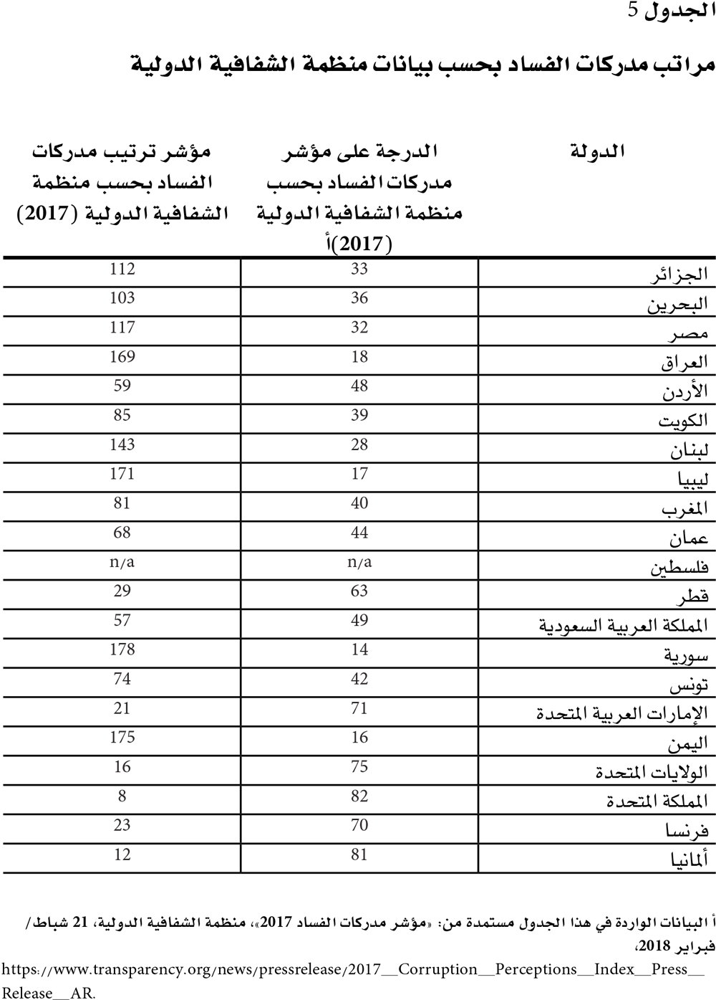 الجدول 5
مراتب مدركات الفساد بحسب بيانات منظمة الشفافية الدولية
الدولة
الدرجة على مؤشر
مدركات الفساد بحسب
منظمة الشفافية الدولية
(2017)أ
مؤشر ترتيب مدركات
الفساد بحسب منظمة
الشفافية الدولية (2017)
الجزائر 33 112
البحرين 36 103
مصر 32 117
العراق 18 169
الأردن 48 59
الكويت 39 85
لبنان 28 143
ليبيا 17 171
المغرب 40 81
عمان 44 68
فلسطين n/a n/a
قطر 63 29
المملكة العربية السعودية 49 57
سورية 14 178
تونس 42 74
الإمارات العربية المتحدة 71 21
اليمن 16 175
الولايات المتحدة 75 16
المملكة المتحدة 82 8
فرنسا 70 23
ألمانيا 81 12
أ البيانات الواردة في هذا الجدول مستمدة من: «مؤشر مدركات الفساد 2017»، منظمة الشفافية الدولية، 21 شباط/
فبراير 2018،
https://www.transparency.org/news/pressrelease/2017__Corruption__Perceptions__Index__Press__
Release__AR.